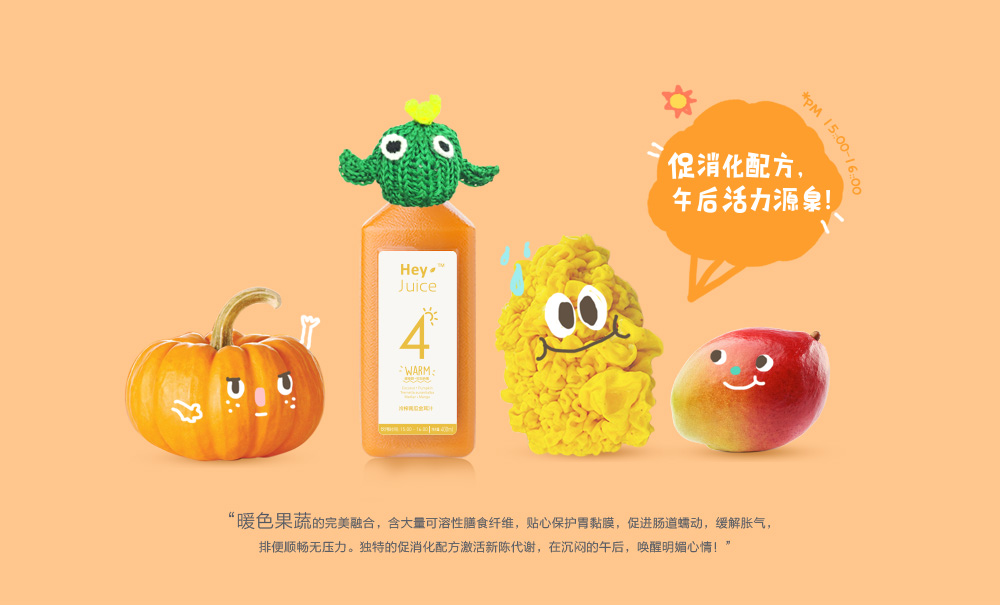 *PM 15:00-16:00
促消化配方,
午后活力源泉!
Hey
TM
Juice
4
WARM
“暖色果蔬的完美融合，含大量可溶性膳食纤维，贴心保护胃黏膜，促进肠道蠕动，缓解胀气，
排便顺畅无压力。独特的促消化配方激活新陈代谢，在沉闷的午后，唤醒明媚心情！”